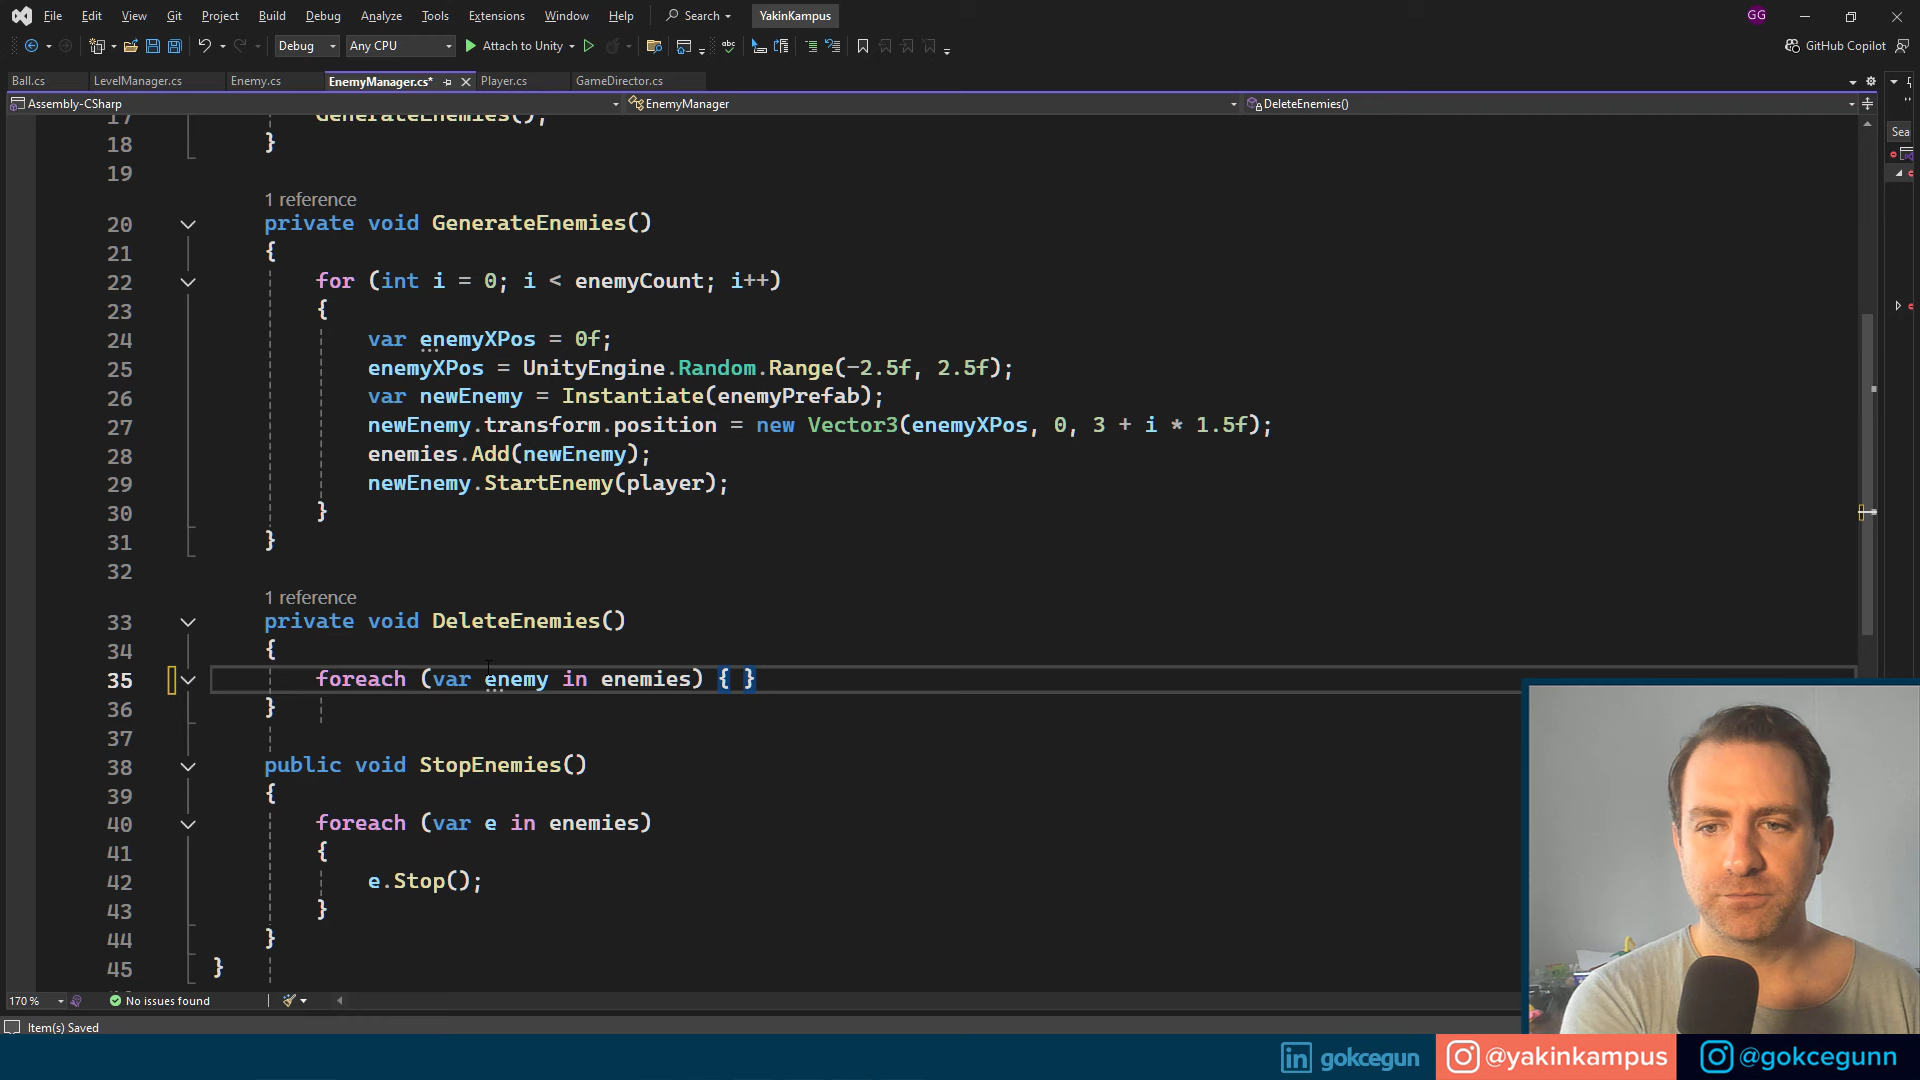 File Edit View Git Project Build Debug Test Analyze Tools Extensions Window Help Search YakinKampus GG
Debug Any CPU Attach to Unity GitHub Copilot
Ball.cs LevelManager.cs Enemy.cs EnemyManager.cs* Player.cs GameDirector.cs
Assembly-CSharp EnemyManager DeleteEnemies()
Sea
17 GenerateEnemies();
18 }
19
1 reference
20 private void GenerateEnemies()
21 {
22 for (int i = 0; i < enemyCount; i++)
23 {
24 var enemyXPos = 0f;
25 enemyXPos = UnityEngine.Random.Range(-2.5f, 2.5f);
26 var newEnemy = Instantiate(enemyPrefab);
27 newEnemy.transform.position = new Vector3(enemyXPos, 0, 3 + i * 1.5f);
28 enemies.Add(newEnemy);
29 newEnemy.StartEnemy(player);
30 }
31 }
32
1 reference
33 private void DeleteEnemies()
34 {
35 foreach (var enemy in enemies) { }
36 }
37
38 public void StopEnemies()
39 {
40 foreach (var e in enemies)
41 {
42 e.Stop();
43 }
44 }
45 }
170 % No issues found
Item(s) Saved
in gokcegun @yakinkampus @gokcegunn